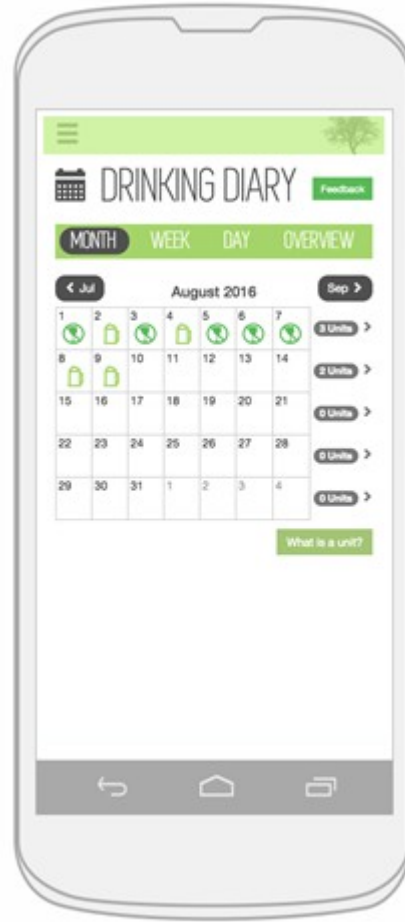 DRINKING DIARY
Feedback
MONTH WEEK DAY OVERVIEW
< Jul August 2016 Sep >
1 2 3 4 5 6 7 3 Units >
8 9 10 11 12 13 14 2 Units >
15 16 17 18 19 20 21 0 Units >
22 23 24 25 26 27 28 0 Units >
29 30 31 1 2 3 4 0 Units >
What is a unit?